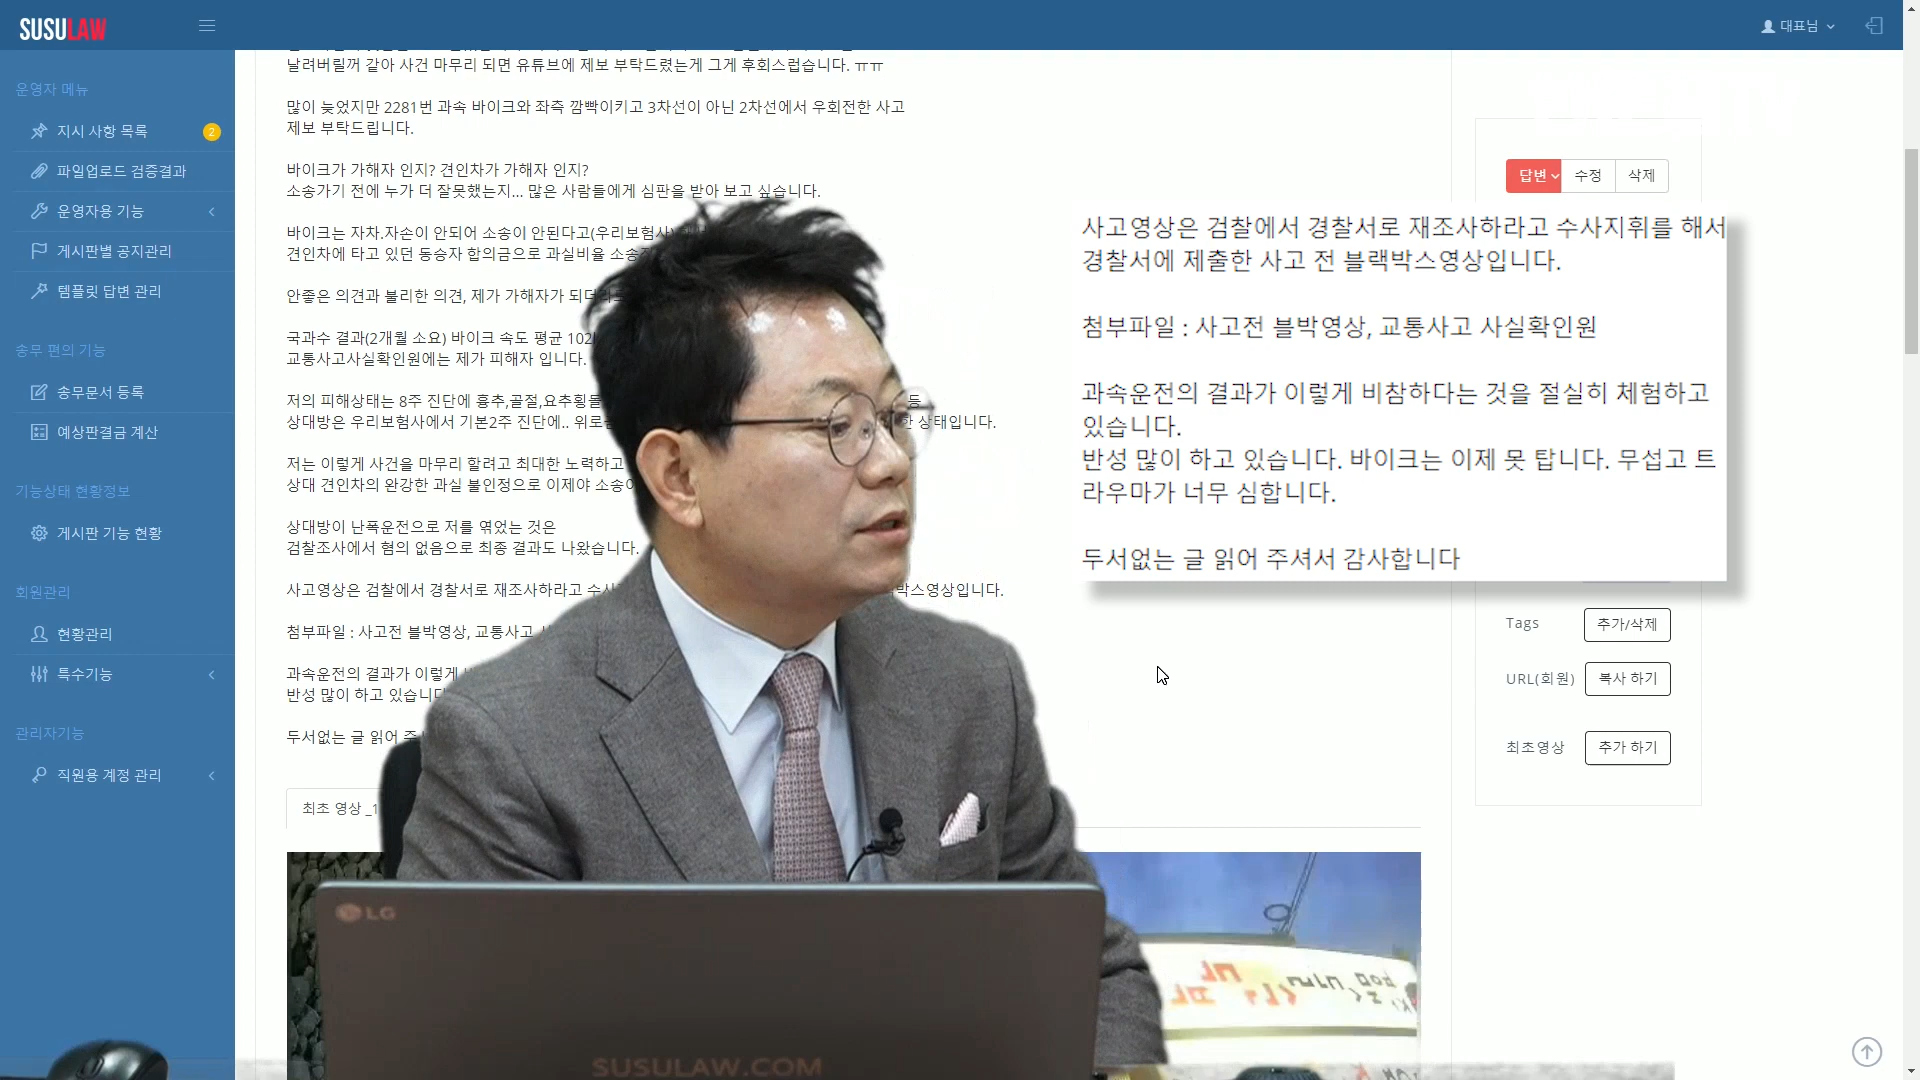 SUSULAW
대표님
운영자 메뉴
지시 사항 목록
2
파일업로드 검증결과
운영자용 기능
게시판별 공지관리
템플릿 답변 관리
송무 편의 기능
송무문서 등록
예상판결금 계산
기능상태 현황정보
게시판 기능 현황
회원관리
현황관리
특수기능
관리자기능
직원용 계정 관리
날려버릴꺼 같아 사건 마무리 되면 유튜브에 제보 부탁드렸는게 그게 후회스럽습니다. ㅠㅠ
많이 늦었지만 2281번 과속 바이크와 좌측 깜빡이키고 3차선이 아닌 2차선에서 우회전한 사고
제보 부탁드립니다.
바이크가 가해자 인지? 견인차가 가해자 인지?
소송가기 전에 누가 더 잘못했는지... 많은 사람들에게 심판을 받아 보고 싶습니다.
바이크는 자차.자손이 안되어 소송이 안된다고(우리보험사)
견인차에 타고 있던 동승자 합의금으로 과실비율
안좋은 의견과 불리한 의견, 제가 가해자가
국과수 결과(2개월 소요) 바이크 속도 평균
교통사고사실확인원에는 제가 피해자 입니다.
저의 피해상태는 8주 진단에 흉추,골절, 등
상대방은 우리보험사에서 기본2주 진단에.. 상태입니다.
저는 이렇게 사건을 마무리 할려고 최대한 노력하고
상대 견인차의 완강한 과실 불인정으로 이제야
상대방이 난폭운전으로 저를 엮었는 것은
검찰조사에서 혐의 없음으로 최종 결과도 나왔습니다.
사고영상은 검찰에서 경찰서로 재조사하라고
첨부파일 : 사고전 블박영상, 교통사고
과속운전의 결과가 이렇게
반성 많이 하고
두서없는 글 읽어
최초 영상 _1
답변 수정 삭제
사고영상은 검찰에서 경찰서로 재조사하라고 수사지휘를 해서
경찰서에 제출한 사고 전 블랙박스영상입니다.
첨부파일 : 사고전 블박영상, 교통사고 사실확인원
과속운전의 결과가 이렇게 비참하다는 것을 절실히 체험하고
있습니다.
반성 많이 하고 있습니다. 바이크는 이제 못 탑니다. 무섭고 트
라우마가 너무 심합니다.
두서없는 글 읽어 주셔서 감사합니다
Tags 추가/삭제
URL(회원) 복사 하기
최초영상 추가 하기
LG
SUSULAW.COM